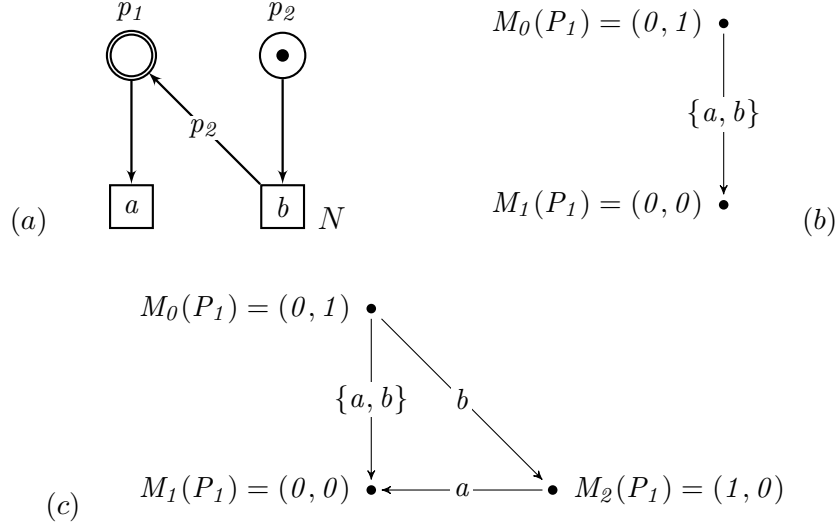 p₁ p₂
M₀(P₁) = (0, 1)
{a, b}
p₂
M₁(P₁) = (0, 0)
(a) a b N (b)
M₀(P₁) = (0, 1)
{a, b} b
M₁(P₁) = (0, 0) a M₂(P₁) = (1, 0)
(c)